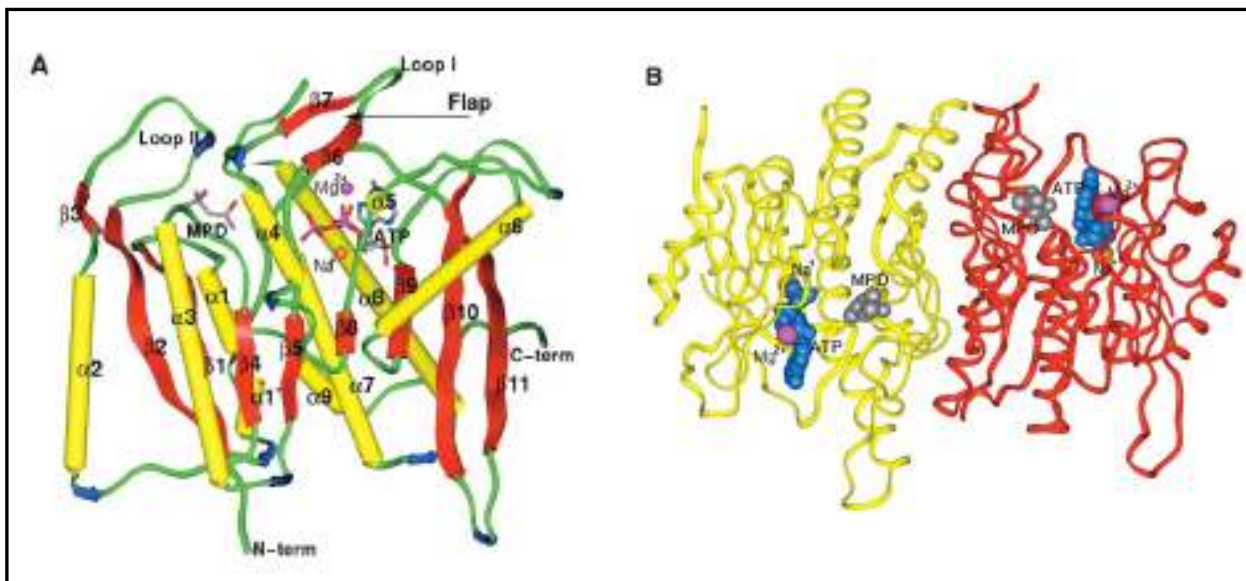 A
Loop I
β7
Flap
Loop II
β6
Mg2+
α5
β3
MPD
α4
ATP
α6
Na+
α1
α8
β9
α3
β10
β2
β8
C-term
α2
β1
β4
β5
α7
β11
α1'
α9
N-term
B
ATP
MPD
Na+
MPD
Mg2+
ATP